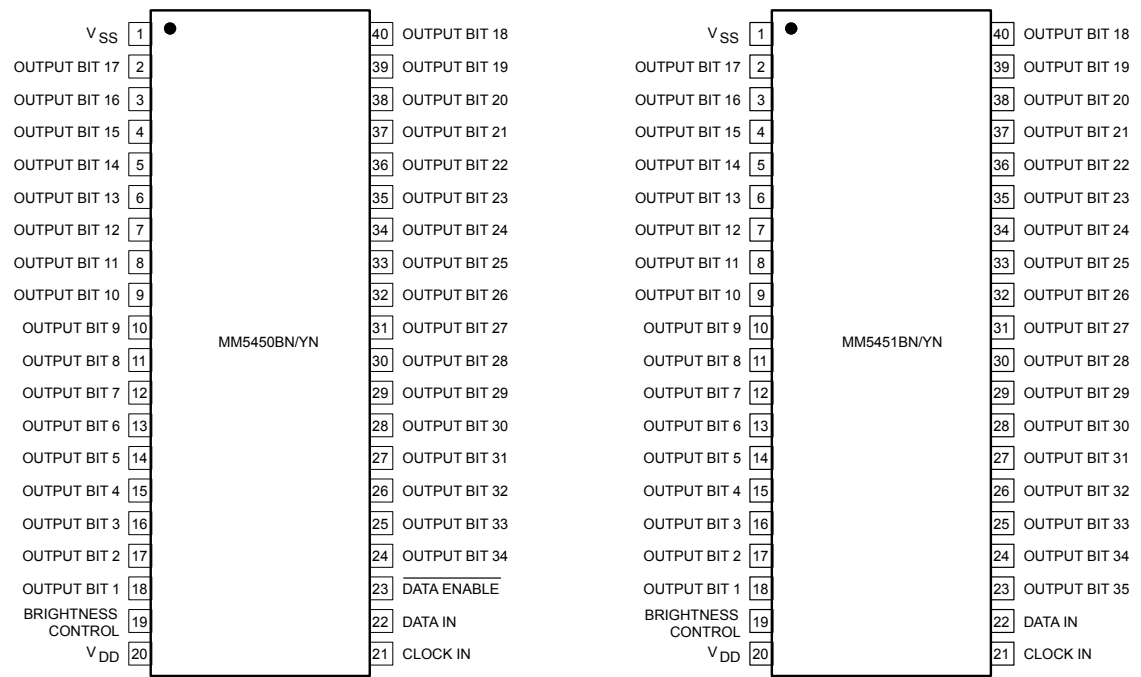 V SS 1 40 OUTPUT BIT 18
OUTPUT BIT 17 2 39 OUTPUT BIT 19
OUTPUT BIT 16 3 38 OUTPUT BIT 20
OUTPUT BIT 15 4 37 OUTPUT BIT 21
OUTPUT BIT 14 5 36 OUTPUT BIT 22
OUTPUT BIT 13 6 35 OUTPUT BIT 23
OUTPUT BIT 12 7 34 OUTPUT BIT 24
OUTPUT BIT 11 8 33 OUTPUT BIT 25
OUTPUT BIT 10 9 32 OUTPUT BIT 26
OUTPUT BIT 9 10 31 OUTPUT BIT 27
MM5450BN/YN
OUTPUT BIT 8 11 30 OUTPUT BIT 28
OUTPUT BIT 7 12 29 OUTPUT BIT 29
OUTPUT BIT 6 13 28 OUTPUT BIT 30
OUTPUT BIT 5 14 27 OUTPUT BIT 31
OUTPUT BIT 4 15 26 OUTPUT BIT 32
OUTPUT BIT 3 16 25 OUTPUT BIT 33
OUTPUT BIT 2 17 24 OUTPUT BIT 34
OUTPUT BIT 1 18 23 DATA ENABLE
BRIGHTNESS
CONTROL 19 22 DATA IN
V DD 20 21 CLOCK IN
V SS 1 40 OUTPUT BIT 18
OUTPUT BIT 17 2 39 OUTPUT BIT 19
OUTPUT BIT 16 3 38 OUTPUT BIT 20
OUTPUT BIT 15 4 37 OUTPUT BIT 21
OUTPUT BIT 14 5 36 OUTPUT BIT 22
OUTPUT BIT 13 6 35 OUTPUT BIT 23
OUTPUT BIT 12 7 34 OUTPUT BIT 24
OUTPUT BIT 11 8 33 OUTPUT BIT 25
OUTPUT BIT 10 9 32 OUTPUT BIT 26
OUTPUT BIT 9 10 31 OUTPUT BIT 27
MM5451BN/YN
OUTPUT BIT 8 11 30 OUTPUT BIT 28
OUTPUT BIT 7 12 29 OUTPUT BIT 29
OUTPUT BIT 6 13 28 OUTPUT BIT 30
OUTPUT BIT 5 14 27 OUTPUT BIT 31
OUTPUT BIT 4 15 26 OUTPUT BIT 32
OUTPUT BIT 3 16 25 OUTPUT BIT 33
OUTPUT BIT 2 17 24 OUTPUT BIT 34
OUTPUT BIT 1 18 23 OUTPUT BIT 35
BRIGHTNESS
CONTROL 19 22 DATA IN
V DD 20 21 CLOCK IN